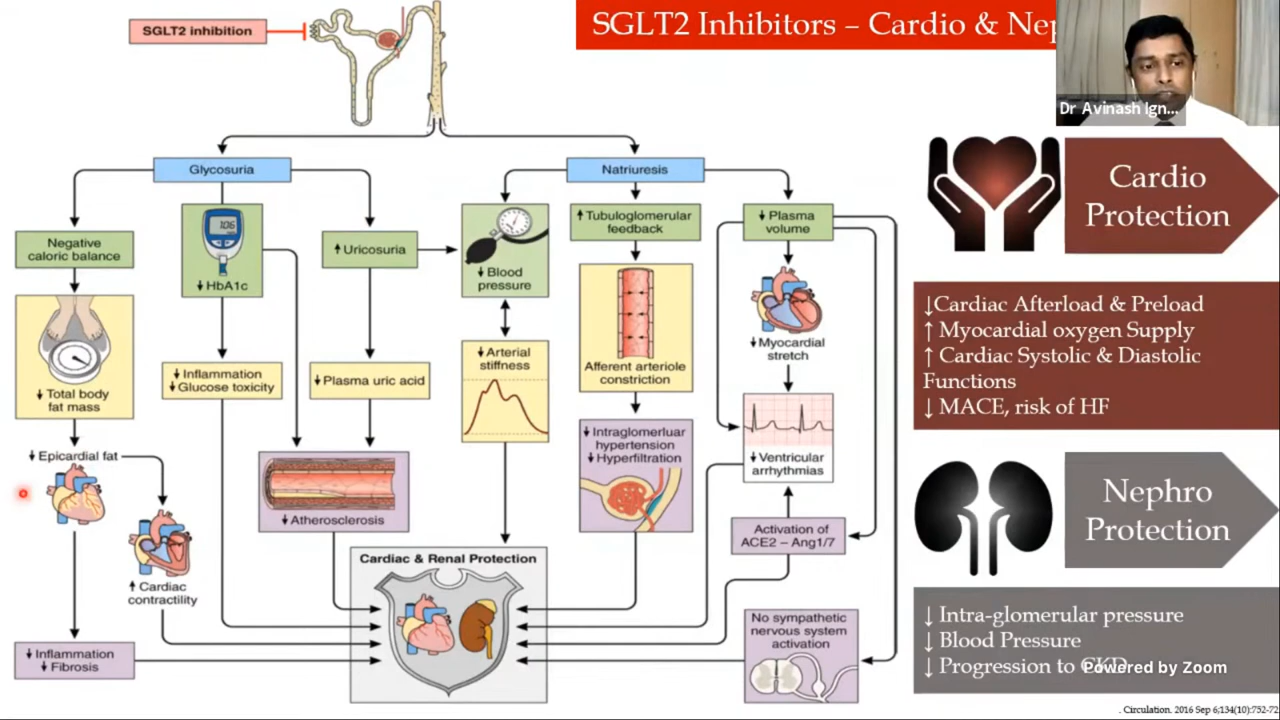 SGLT2 inhibition
SGLT2 Inhibitors – Cardio & Nep
Dr Avinash Ign...
Glycosuria
Natriuresis
Negative
caloric balance
106
↓ HbA1c
↑ Uricosuria
↓ Blood
pressure
↑ Tubuloglomerular
feedback
↓ Plasma
volume
↓ Total body
fat mass
↓ Inflammation
↓ Glucose toxicity
↓ Plasma uric acid
↓ Arterial
stiffness
Afferent arteriole
constriction
↓ Myocardial
stretch
↓ Epicardial fat
↑ Cardiac
contractility
↓ Atherosclerosis
↓ Intraglomerluar
hypertension
↓ Hyperfiltration
↓ Ventricular
arrhythmias
Activation of
ACE2 – Ang1/7
↓ Inflammation
↓ Fibrosis
Cardiac & Renal Protection
No sympathetic
nervous system
activation
Cardio
Protection
↓Cardiac Afterload & Preload
↑ Myocardial oxygen Supply
↑ Cardiac Systolic & Diastolic
Functions
↓ MACE, risk of HF
Nephro
Protection
↓ Intra-glomerular pressure
↓ Blood Pressure
↓ Progression to CKD
Powered by Zoom
. Circulation. 2016 Sep 6;134(10):752-72